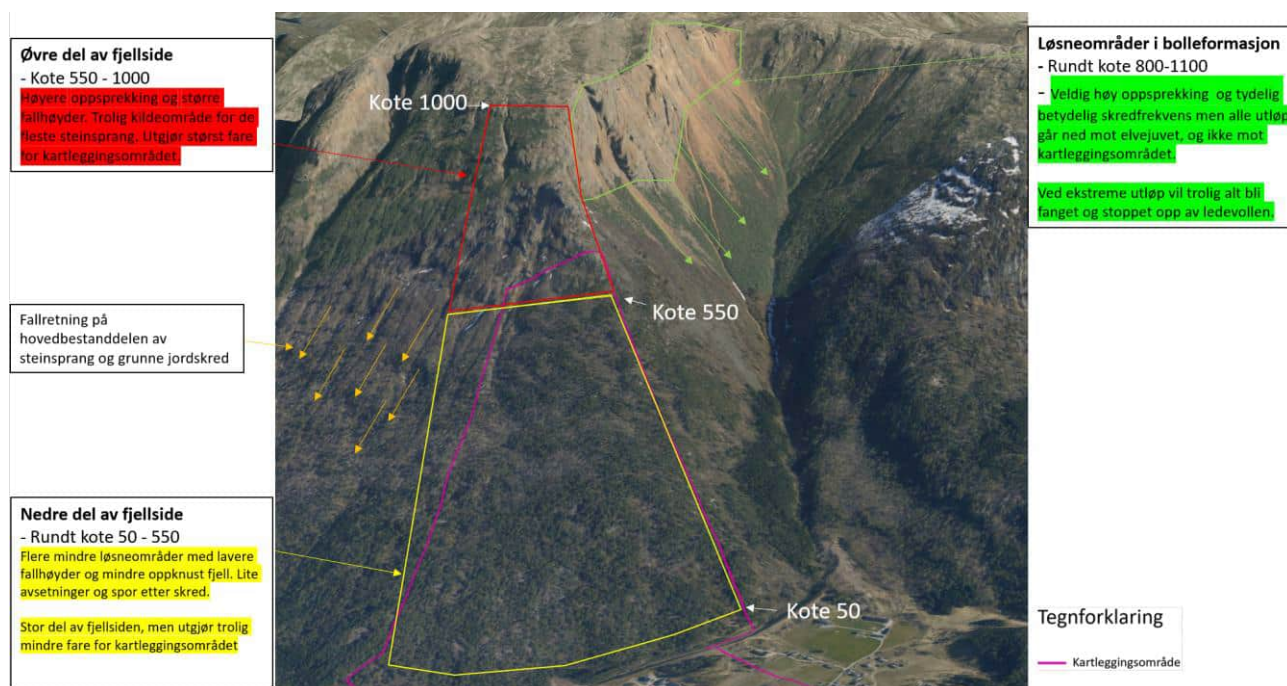 Øvre del av fjellside
- Kote 550 - 1000
Høyere oppsprekking og større
fallhøyder. Trolig kildeområde for de
fleste steinsprang. Utgjør størst fare
for kartleggingsområdet.
Kote 1000
Løsneområder i bolleformasjon
- Rundt kote 800-1100
- Veldig høy oppsprekking og tydelig
betydelig skredfrekvens men alle utløp
går ned mot elvejuvet, og ikke mot
kartleggingsområdet.
Ved ekstreme utløp vil trolig alt bli
fanget og stoppet opp av ledevollen.
Fallretning på
hovedbestanddelen av
steinsprang og grunne jordskred
Kote 550
Nedre del av fjellside
- Rundt kote 50 - 550
Flere mindre løsneområder med lavere
fallhøyder og mindre oppknust fjell. Lite
avsetninger og spor etter skred.
Stor del av fjellsiden, men utgjør trolig
mindre fare for kartleggingsområdet
Kote 50
Tegnforklaring
Kartleggingsområde